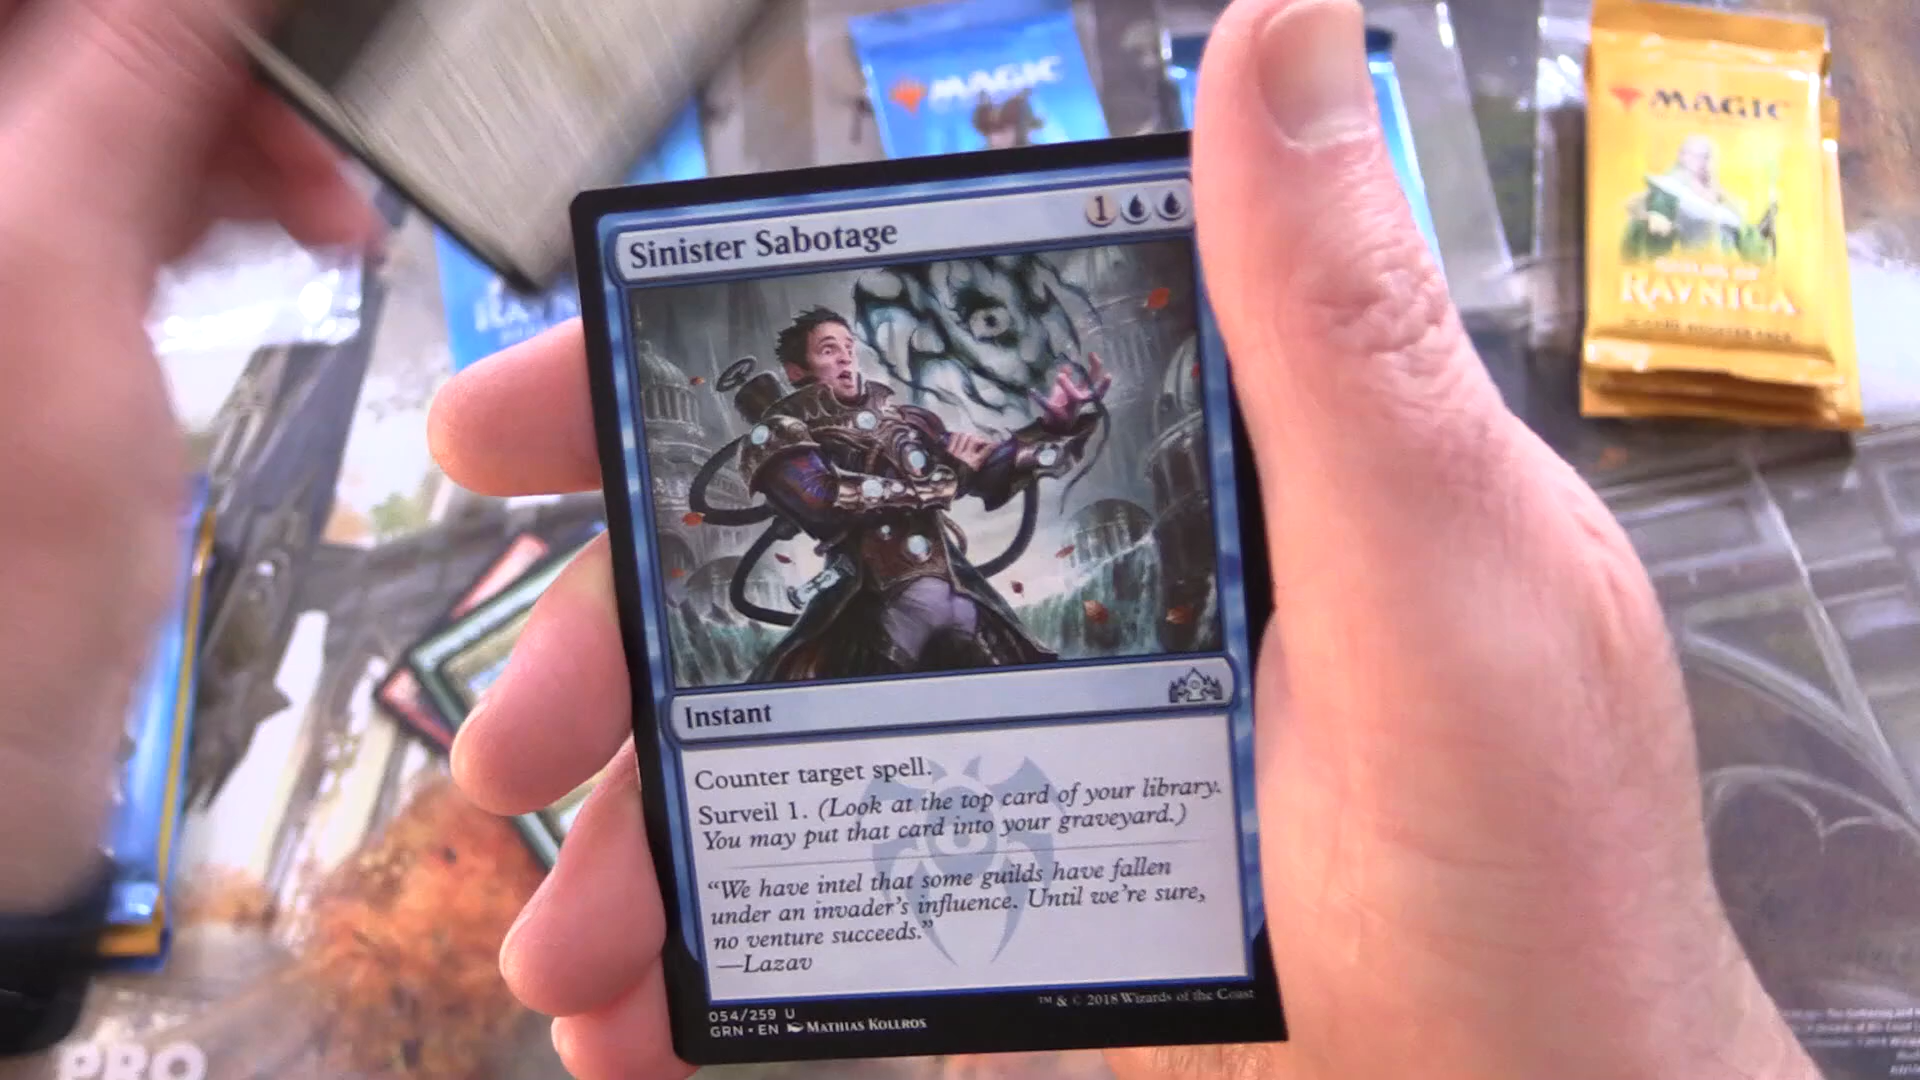 MAGIC
MAGIC
RAVNICA
Sinister Sabotage
1
Instant
Counter target spell.
Surveil 1. (Look at the top card of your library.
You may put that card into your graveyard.)
“We have intel that some guilds have fallen
under an invader’s influence. Until we’re sure,
no venture succeeds.”
—Lazav
™ & © 2018 Wizards of the Coast
054/259 U
GRN • EN MATHIAS KOLLROS
PRO